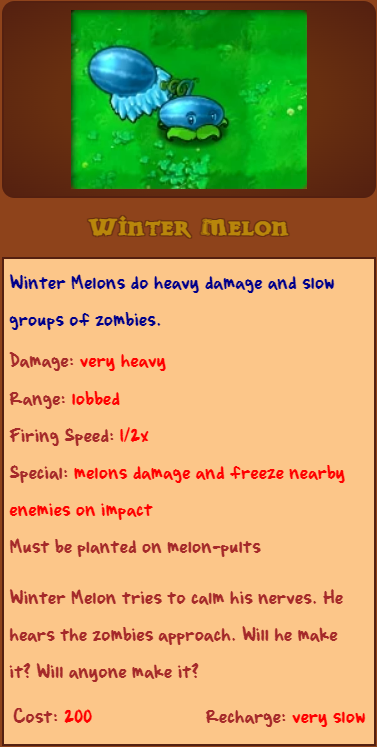 Winter Melon
Winter Melons do heavy damage and slow
groups of zombies.
Damage: very heavy
Range: lobbed
Firing Speed: 1/2x
Special: melons damage and freeze nearby
enemies on impact
Must be planted on melon-pults
Winter Melon tries to calm his nerves. He
hears the zombies approach. Will he make
it? Will anyone make it?
Cost: 200 Recharge: very slow